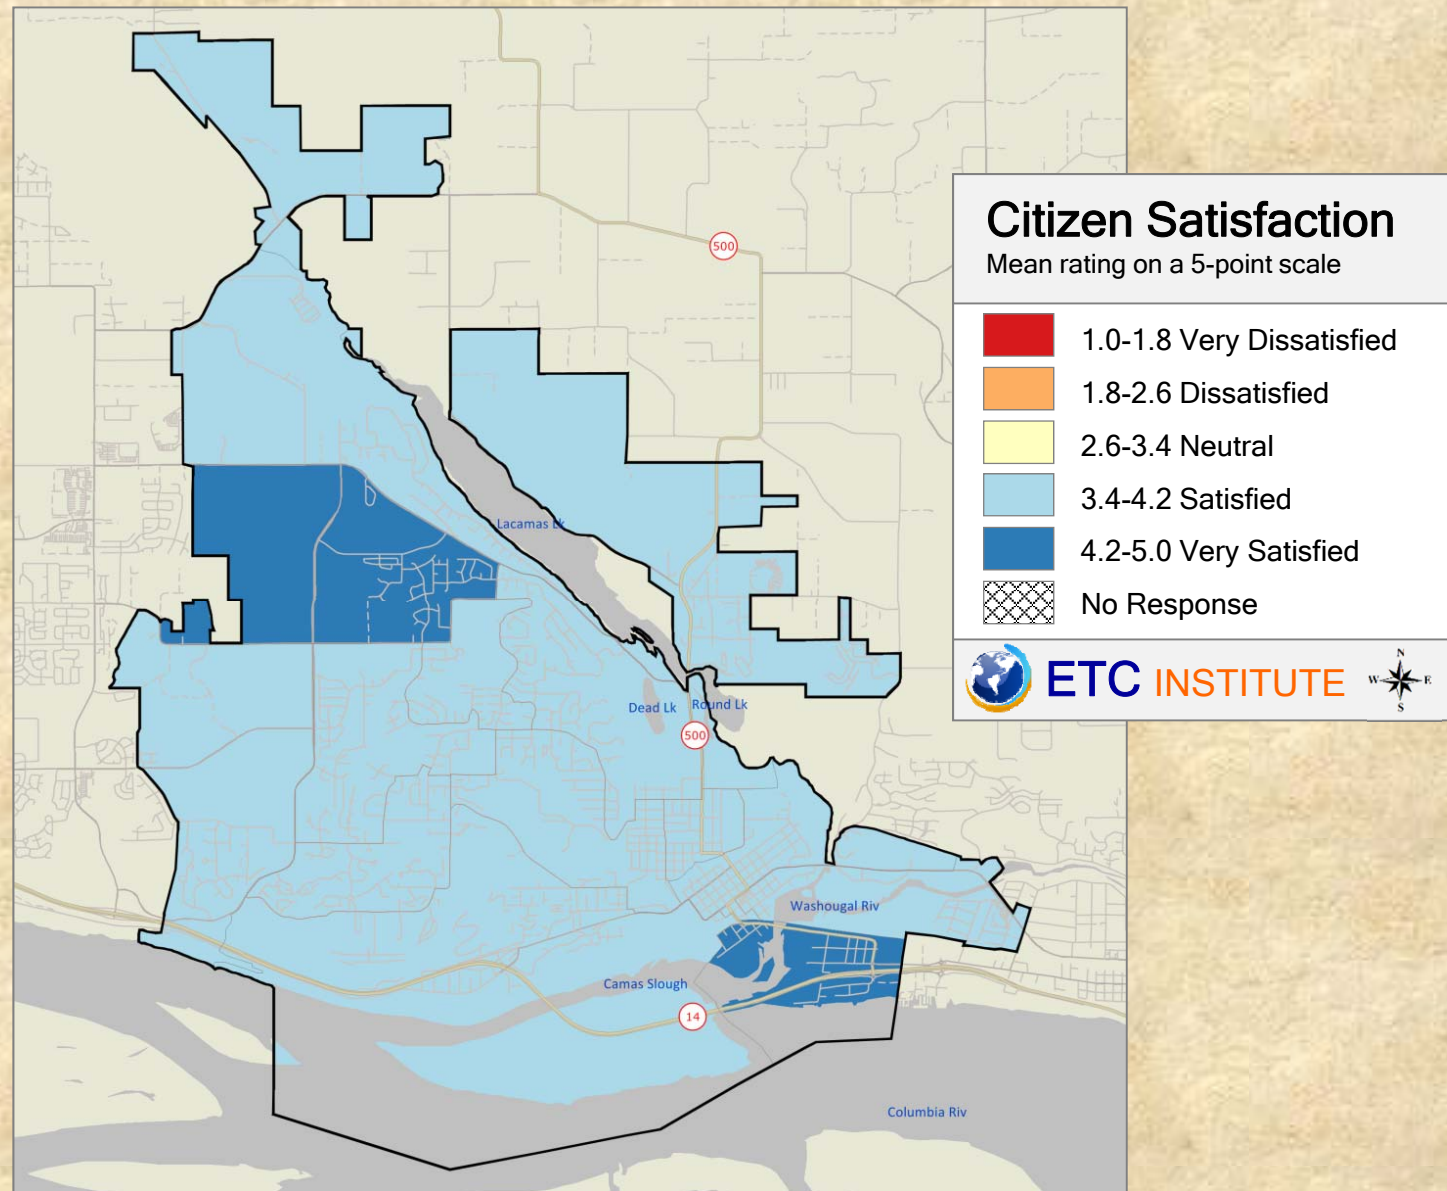 500
Citizen Satisfaction
Mean rating on a 5-point scale
1.0-1.8 Very Dissatisfied
1.8-2.6 Dissatisfied
2.6-3.4 Neutral
3.4-4.2 Satisfied
4.2-5.0 Very Satisfied
No Response
ETC INSTITUTE
N
W E
S
Lacamas Lk
Dead Lk
Round Lk
500
Washougal Riv
Camas Slough
14
Columbia Riv